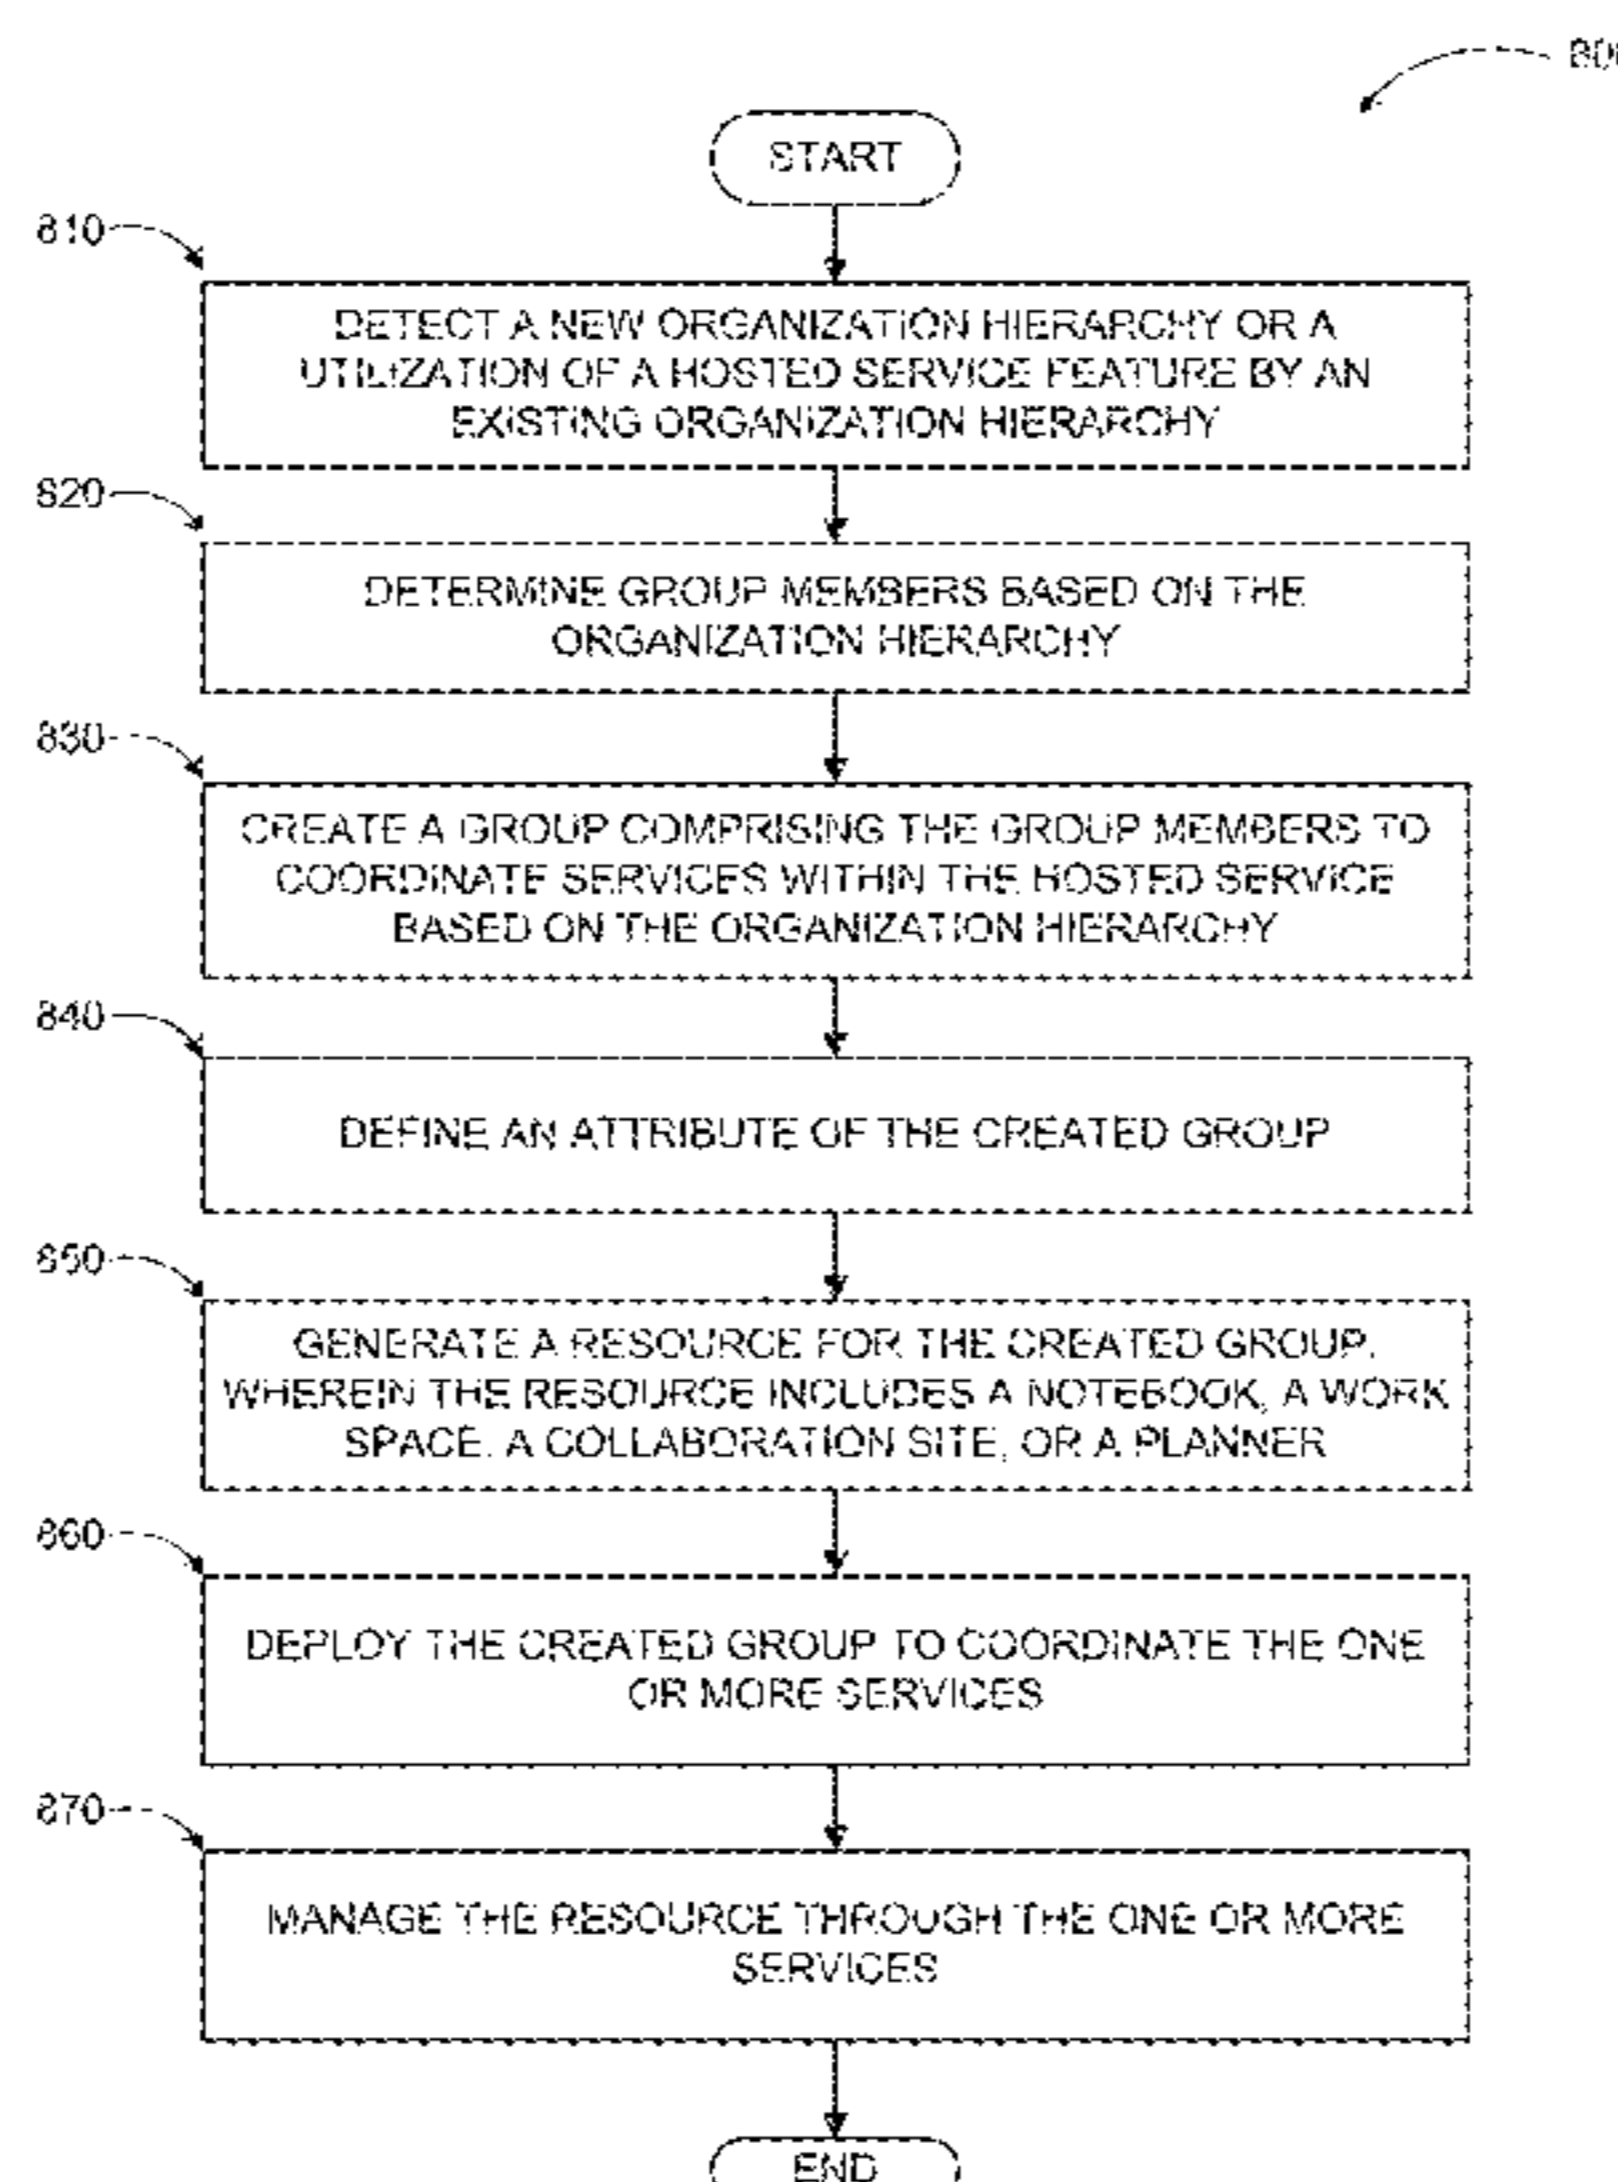 800
START
810
DETECT A NEW ORGANIZATION HIERARCHY OR A
UTILIZATION OF A HOSTED SERVICE FEATURE BY AN
EXISTING ORGANIZATION HIERARCHY
820
DETERMINE GROUP MEMBERS BASED ON THE
ORGANIZATION HIERARCHY
830
CREATE A GROUP COMPRISING THE GROUP MEMBERS TO
COORDINATE SERVICES WITHIN THE HOSTED SERVICE
BASED ON THE ORGANIZATION HIERARCHY
840
DEFINE AN ATTRIBUTE OF THE CREATED GROUP
850
GENERATE A RESOURCE FOR THE CREATED GROUP,
WHEREIN THE RESOURCE INCLUDES A NOTEBOOK, A WORK
SPACE, A COLLABORATION SITE, OR A PLANNER
860
DEPLOY THE CREATED GROUP TO COORDINATE THE ONE
OR MORE SERVICES
870
MANAGE THE RESOURCE THROUGH THE ONE OR MORE
SERVICES
END